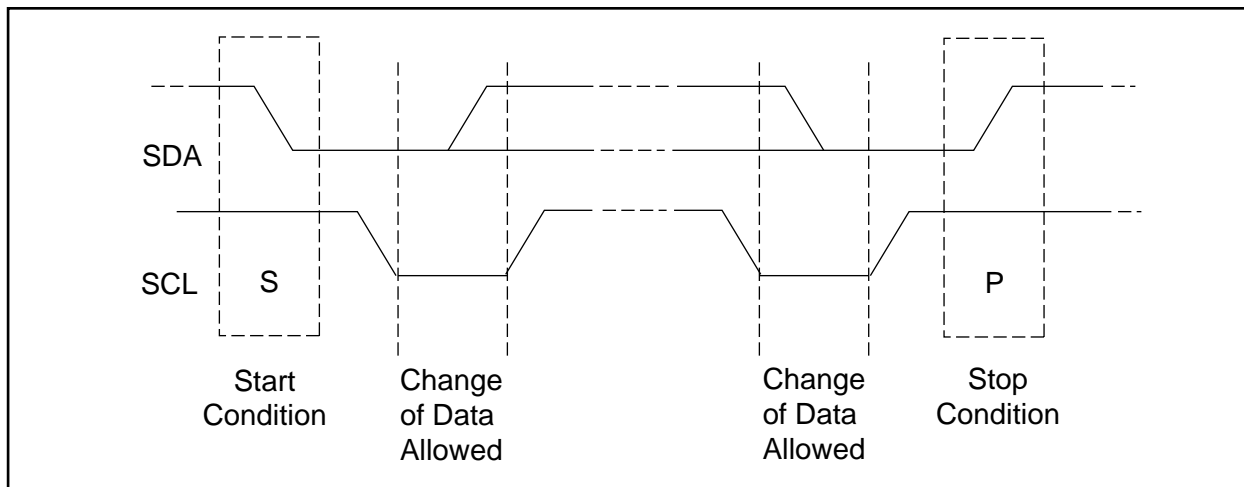 SDA
SCL
S
P
Start
Condition
Change
of Data
Allowed
Change
of Data
Allowed
Stop
Condition